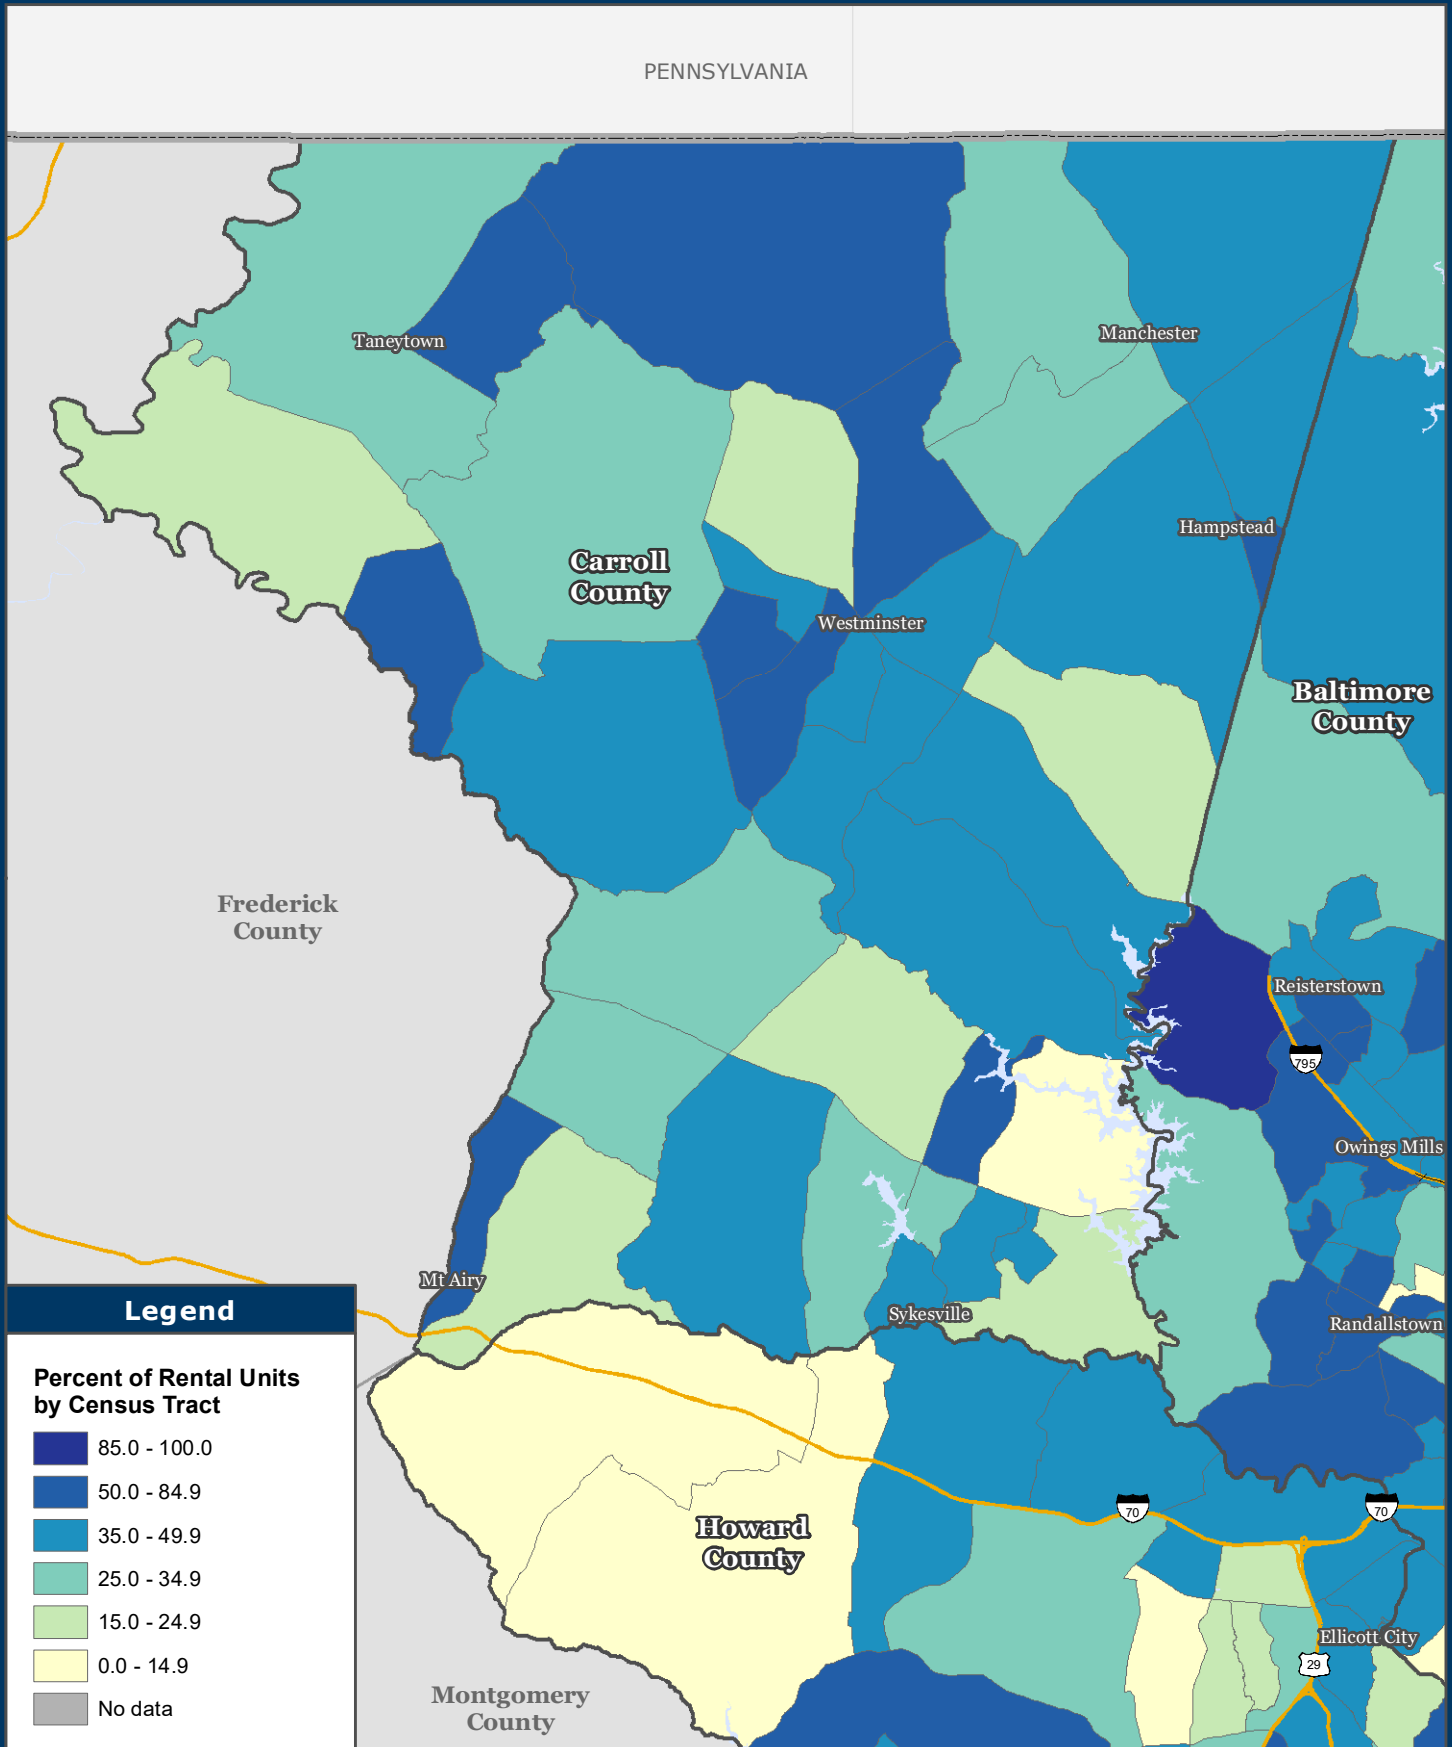 PENNSYLVANIA
Taneytown
Manchester
Hampstead
Carroll
County
Westminster
Baltimore
County
Frederick
County
Reisterstown
795
Owings Mills
Mt Airy
Sykesville
Randallstown
70
70
Howard
County
Ellicott City
29
Montgomery
County
Legend
Percent of Rental Units
by Census Tract
85.0 - 100.0
50.0 - 84.9
35.0 - 49.9
25.0 - 34.9
15.0 - 24.9
0.0 - 14.9
No data